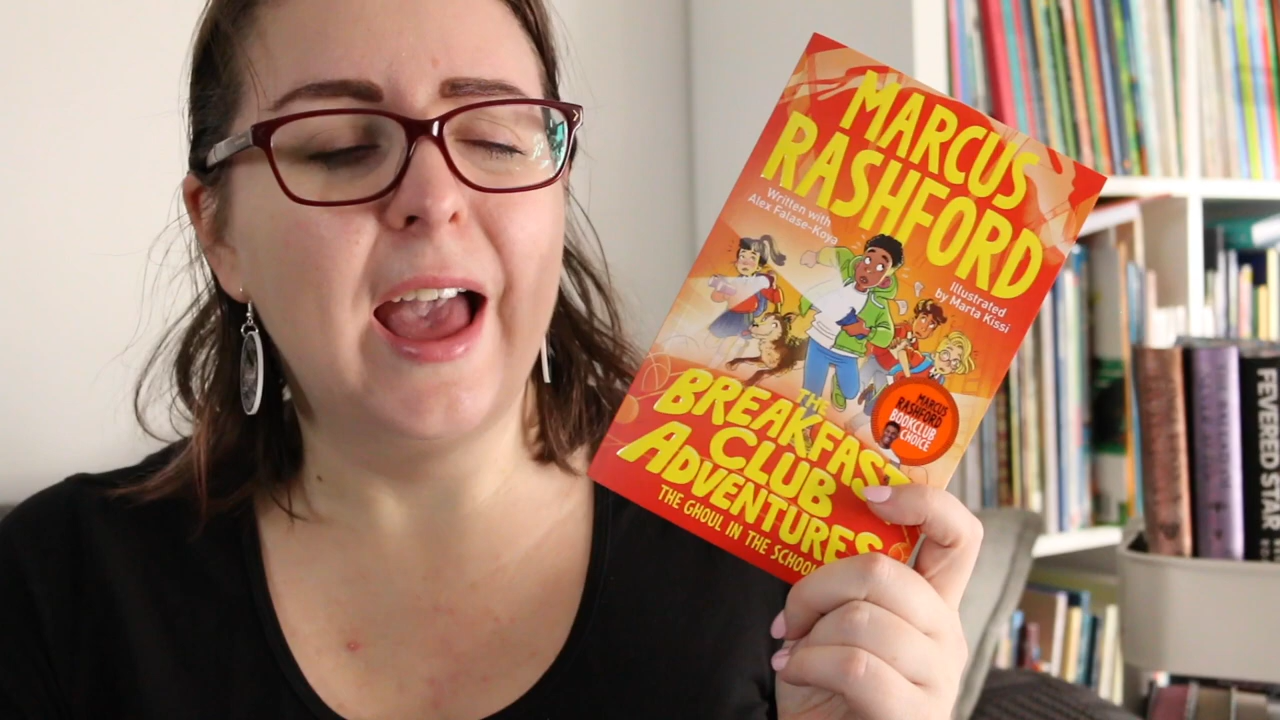 MARCUS
RASHFORD
Written with
Alex Falase-Koya
Illustrated
by Marta Kissi
MARCUS
RASHFORD
BOOKCLUB
CHOICE
THE
BREAKFAST
CLUB
ADVENTURES
THE GHOUL IN THE SCHOOL
FEVERED STAR